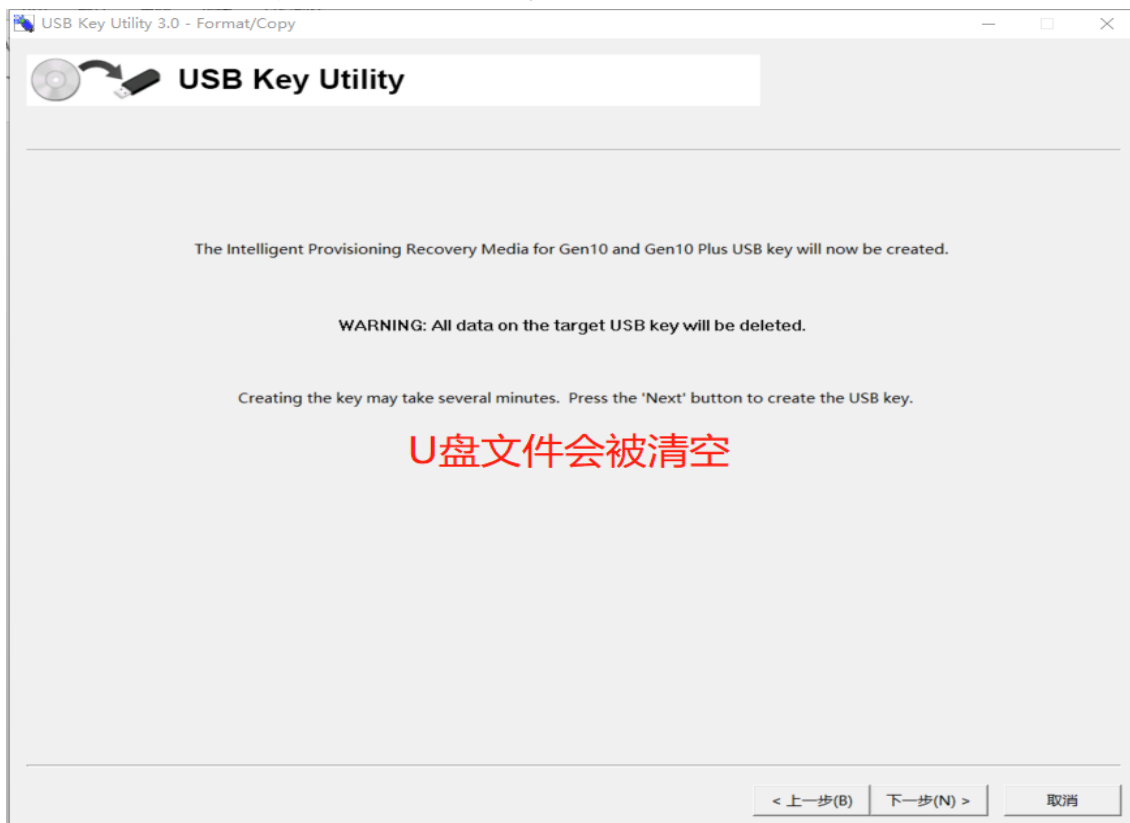 USB Key Utility 3.0 - Format/Copy
USB Key Utility
The Intelligent Provisioning Recovery Media for Gen10 and Gen10 Plus USB key will now be created.
WARNING: All data on the target USB key will be deleted.
Creating the key may take several minutes. Press the 'Next' button to create the USB key.
U盘文件会被清空
< 上一步(B) 下一步(N) > 取消